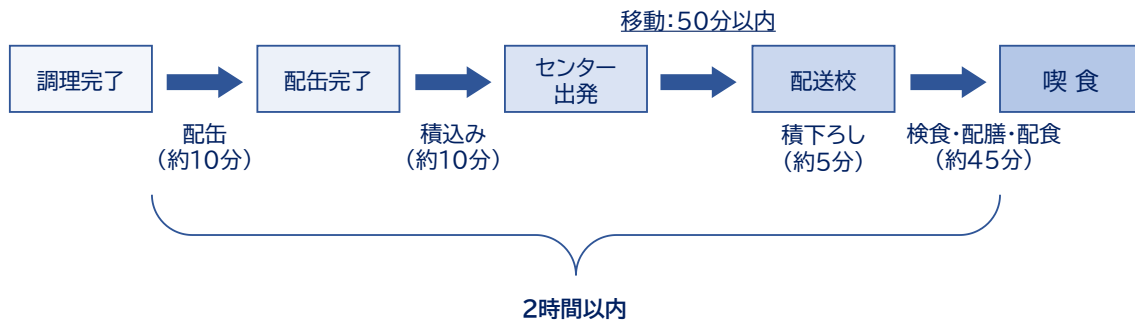 移動:50分以内
調理完了
配缶完了
センター
出発
配送校
喫 食
配缶
(約10分)
積込み
(約10分)
積下ろし
(約5分)
検食・配膳・配食
(約45分)
2時間以内